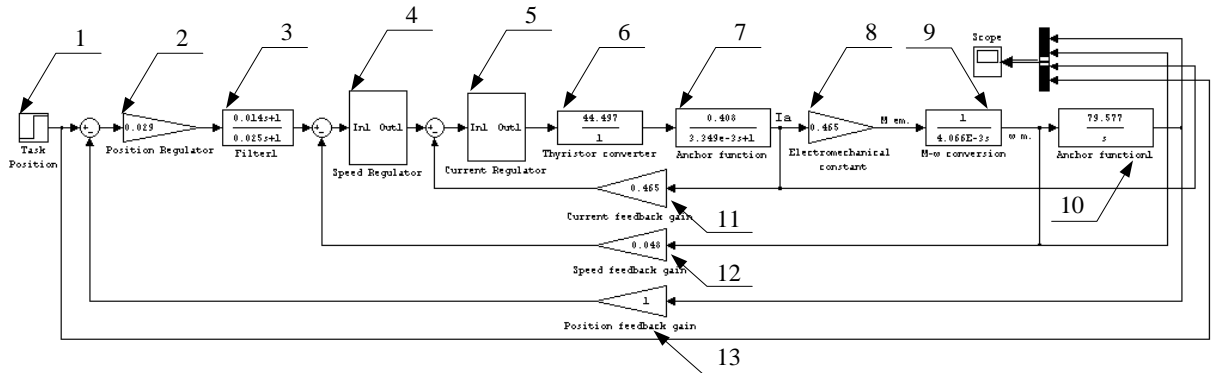 1
2
3
4
5
6
7
8
9
Scope
Task
Position
+
-
0.029
Position Regulator
0.014s+1
0.025s+1
Filter1
+
-
In1 Out1
Speed Regulator
+
-
In1 Out1
Current Regulator
44.497
1
Thyristor converter
0.408
3.349e-3s+1
Anchor function
Ia
0.465
Electromechanical
constant
M em.
1
4.066E-3s
M-w conversion
w m.
79.577
s
Anchor function1
10
0.465
Current feedback gain
11
0.048
Speed feedback gain
12
1
Position feedback gain
13